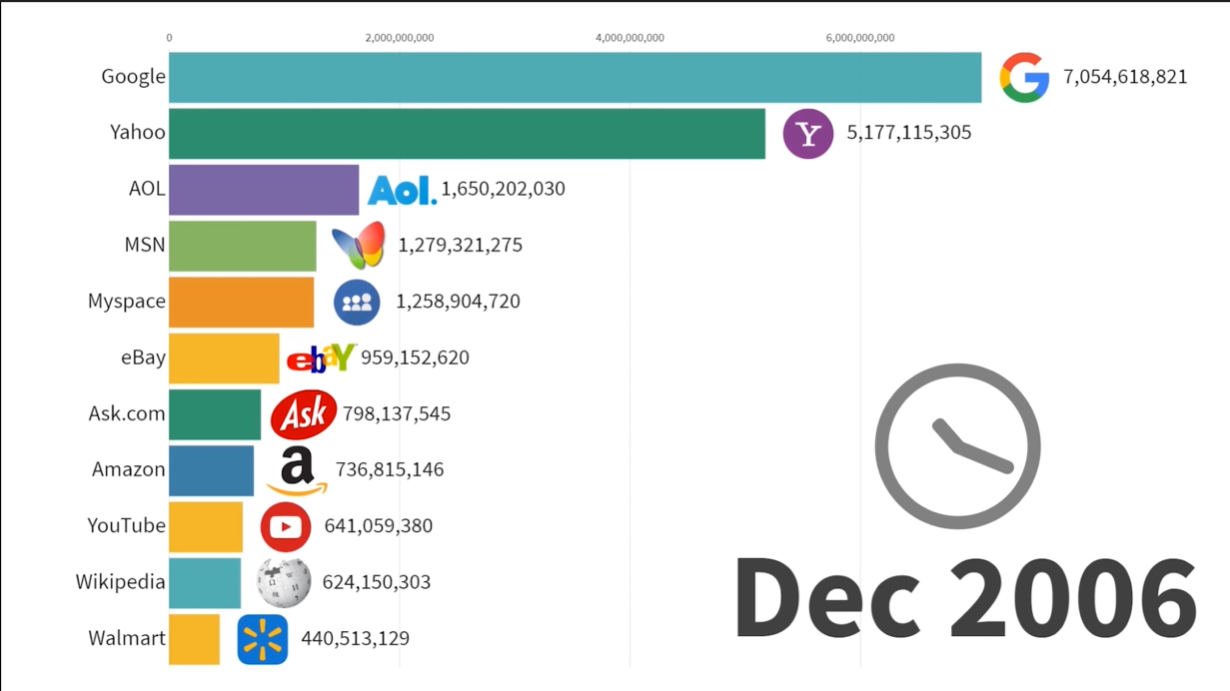 0 2,000,000,000 4,000,000,000 6,000,000,000
Google G 7,054,618,821
Yahoo Y 5,177,115,305
AOL Aol. 1,650,202,030
MSN 1,279,321,275
Myspace 1,258,904,720
eBay ebaY 959,152,620
Ask.com Ask 798,137,545
Amazon a 736,815,146
YouTube 641,059,380
Wikipedia 624,150,303
Walmart 440,513,129
Dec 2006